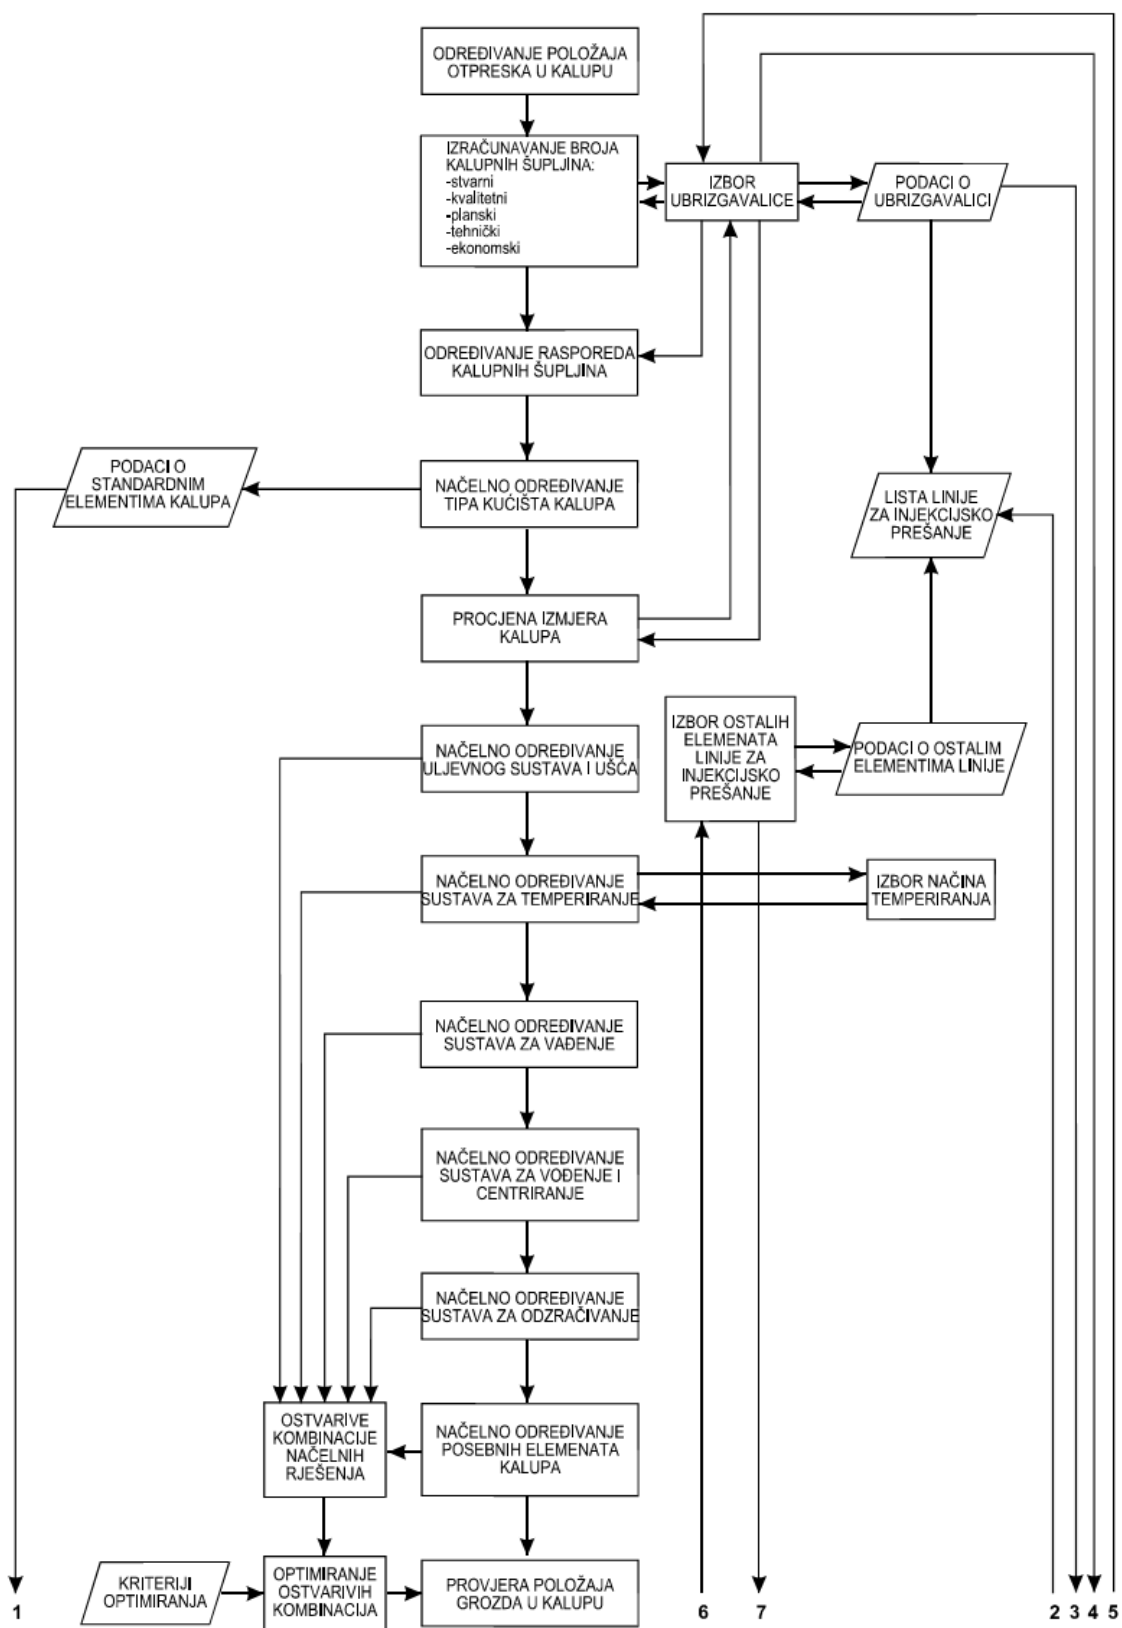 ODREĐIVANJE POLOŽAJA
OTPRESKA U KALUPU
IZRAČUNAVANJE BROJA
KALUPNIH ŠUPLJINA:
-stvarni
-kvalitetni
-planski
-tehnički
-ekonomski
IZBOR
UBRIZGAVALICE
PODACI O
UBRIZGAVALICI
ODREĐIVANJE RASPOREDA
KALUPNIH ŠUPLJINA
PODACI O
STANDARDNIM
ELEMENTIMA KALUPA
NAČELNO ODREĐIVANJE
TIPA KUĆIŠTA KALUPA
LISTA LINIJE
ZA INJEKCIJSKO
PREŠANJE
PROCJENA IZMJERA
KALUPA
IZBOR OSTALIH
ELEMENATA
LINIJE ZA
INJEKCIJSKO
PREŠANJE
PODACI O OSTALIM
ELEMENTIMA LINIJE
NAČELNO ODREĐIVANJE
ULJEVNOG SUSTAVA I UŠĆA
NAČELNO ODREĐIVANJE
SUSTAVA ZA TEMPERIRANJE
IZBOR NAČINA
TEMPERIRANJA
NAČELNO ODREĐIVANJE
SUSTAVA ZA VAĐENJE
NAČELNO ODREĐIVANJE
SUSTAVA ZA VOĐENJE I
CENTRIRANJE
NAČELNO ODREĐIVANJE
SUSTAVA ZA ODZRAČIVANJE
OSTVARIVE
KOMBINACIJE
NAČELNIH
RJEŠENJA
NAČELNO ODREĐIVANJE
POSEBNIH ELEMENATA
KALUPA
KRITERIJI
OPTIMIRANJA
OPTIMIRANJE
OSTVARIVIH
KOMBINACIJA
PROVJERA POLOŽAJA
GROZDA U KALUPU
1 6 7 2 3 4 5